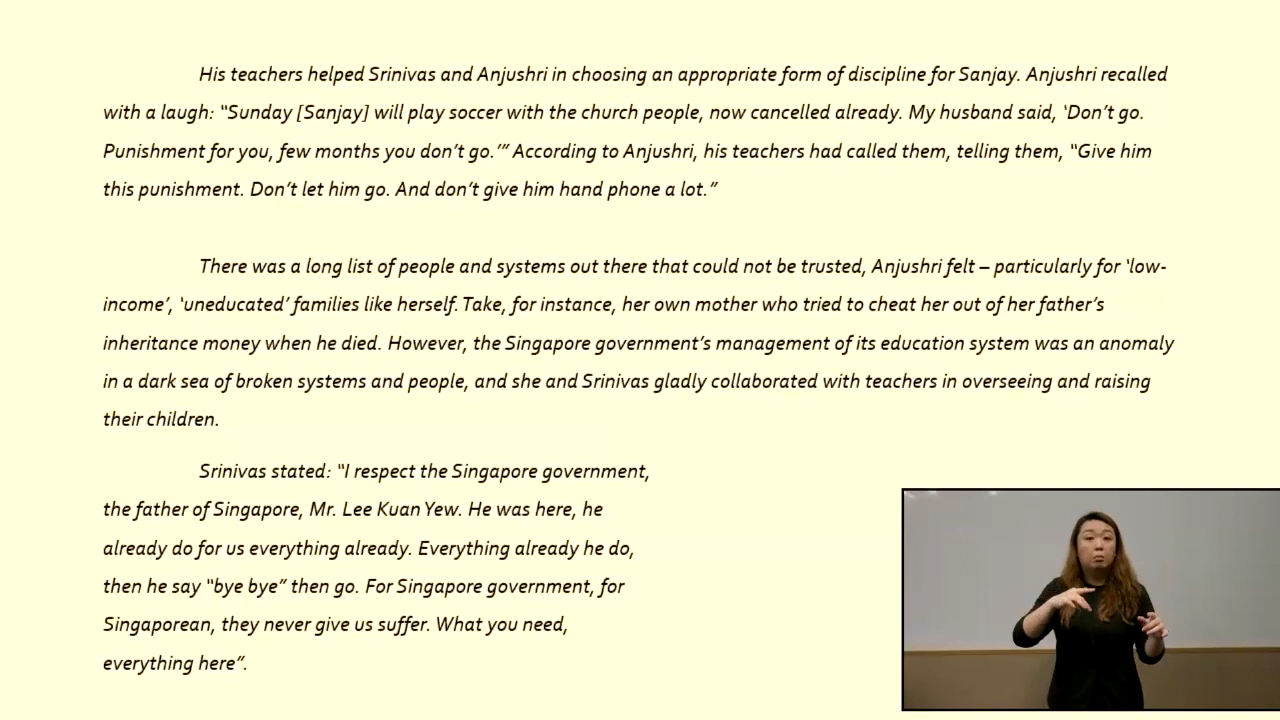 His teachers helped Srinivas and Anjushri in choosing an appropriate form of discipline for Sanjay. Anjushri recalled
with a laugh: “Sunday [Sanjay] will play soccer with the church people, now cancelled already. My husband said, ‘Don’t go.
Punishment for you, few months you don’t go.’” According to Anjushri, his teachers had called them, telling them, “Give him
this punishment. Don’t let him go. And don’t give him hand phone a lot.”
There was a long list of people and systems out there that could not be trusted, Anjushri felt – particularly for ‘low-
income’, ‘uneducated’ families like herself. Take, for instance, her own mother who tried to cheat her out of her father’s
inheritance money when he died. However, the Singapore government’s management of its education system was an anomaly
in a dark sea of broken systems and people, and she and Srinivas gladly collaborated with teachers in overseeing and raising
their children.
Srinivas stated: “I respect the Singapore government,
the father of Singapore, Mr. Lee Kuan Yew. He was here, he
already do for us everything already. Everything already he do,
then he say “bye bye” then go. For Singapore government, for
Singaporean, they never give us suffer. What you need,
everything here”.